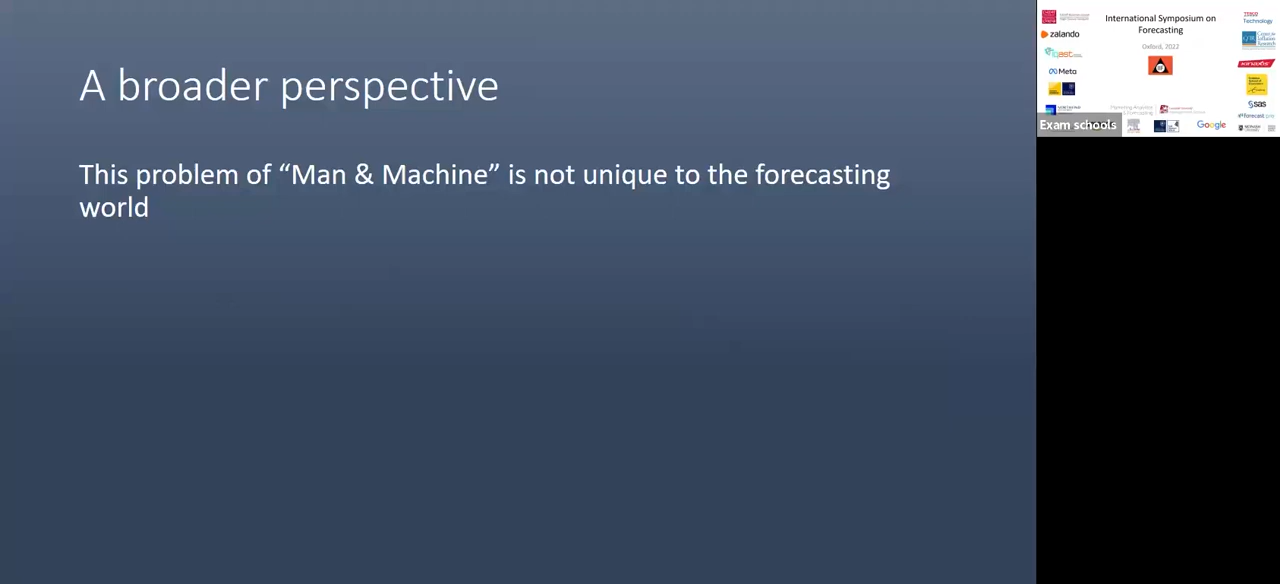 A broader perspective
This problem of “Man & Machine” is not unique to the forecasting
world
International Symposium on
Forecasting
Oxford, 2022
zalando
Meta
Exam schools
Technology
sas
Google